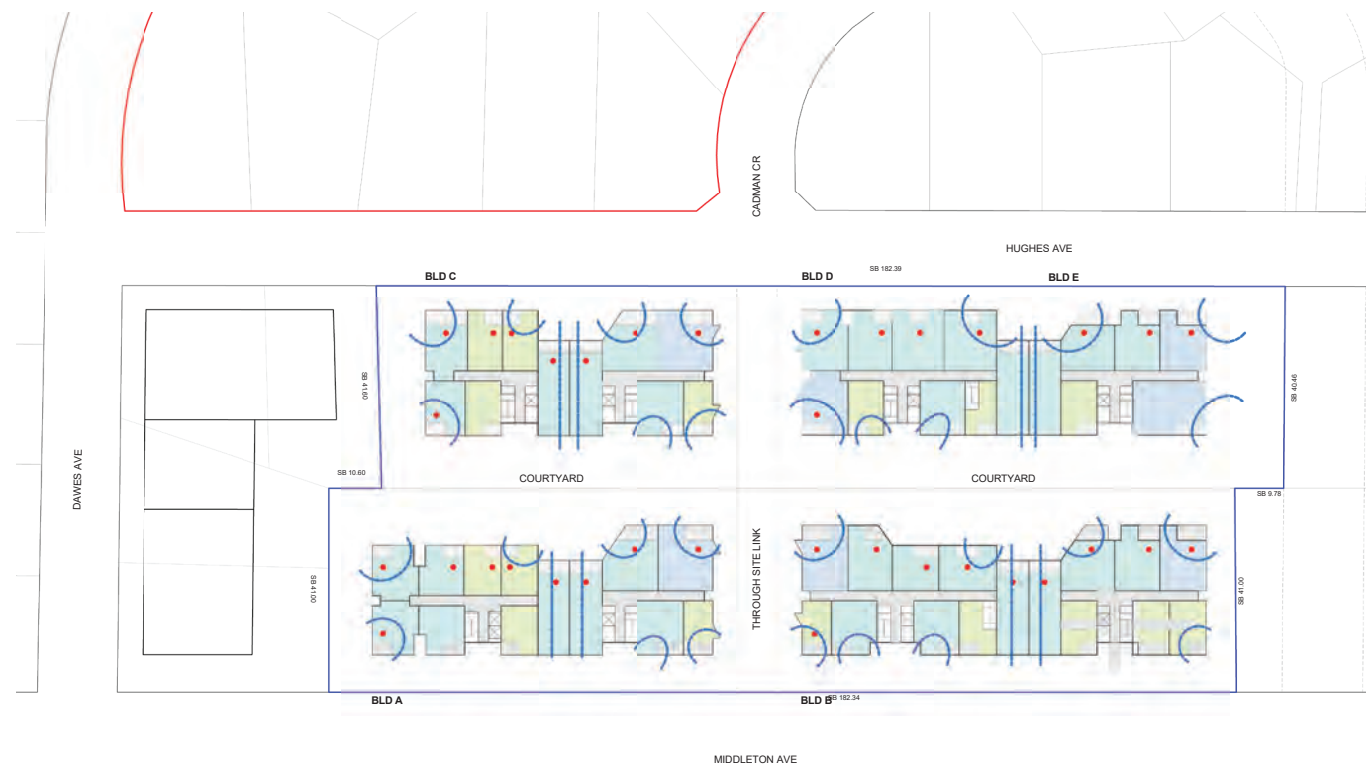 CADMAN CR
HUGHES AVE
BLD C
BLD D
SB 182.39
BLD E
SB 41.60
SB 40.46
DAWES AVE
SB 10.60
COURTYARD
COURTYARD
SB 9.78
THROUGH SITE LINK
SB 41.00
SB 41.00
BLD A
BLD B
SB 182.34
MIDDLETON AVE